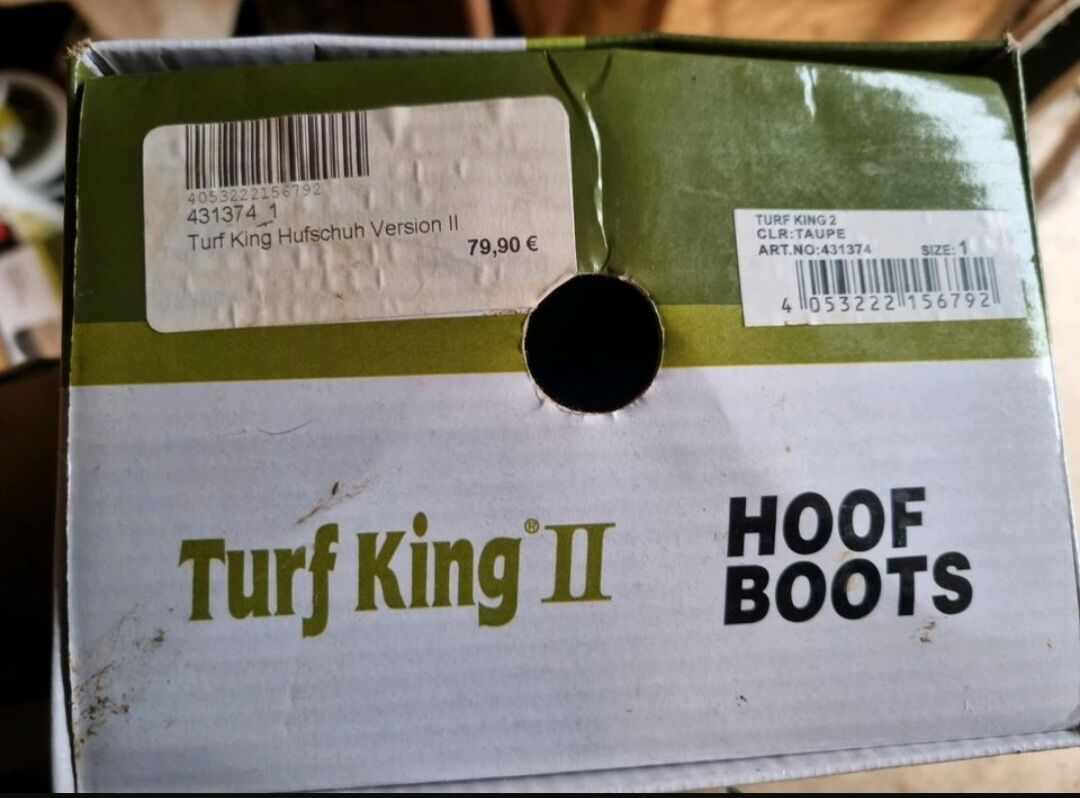 4053222156792
431374_1
Turf King Hufschuh Version II
79,90 €
TURF KING 2
CLR:TAUPE
ART.NO:431374 SIZE: 1
4 053222 156792
Turf King® II
HOOF
BOOTS